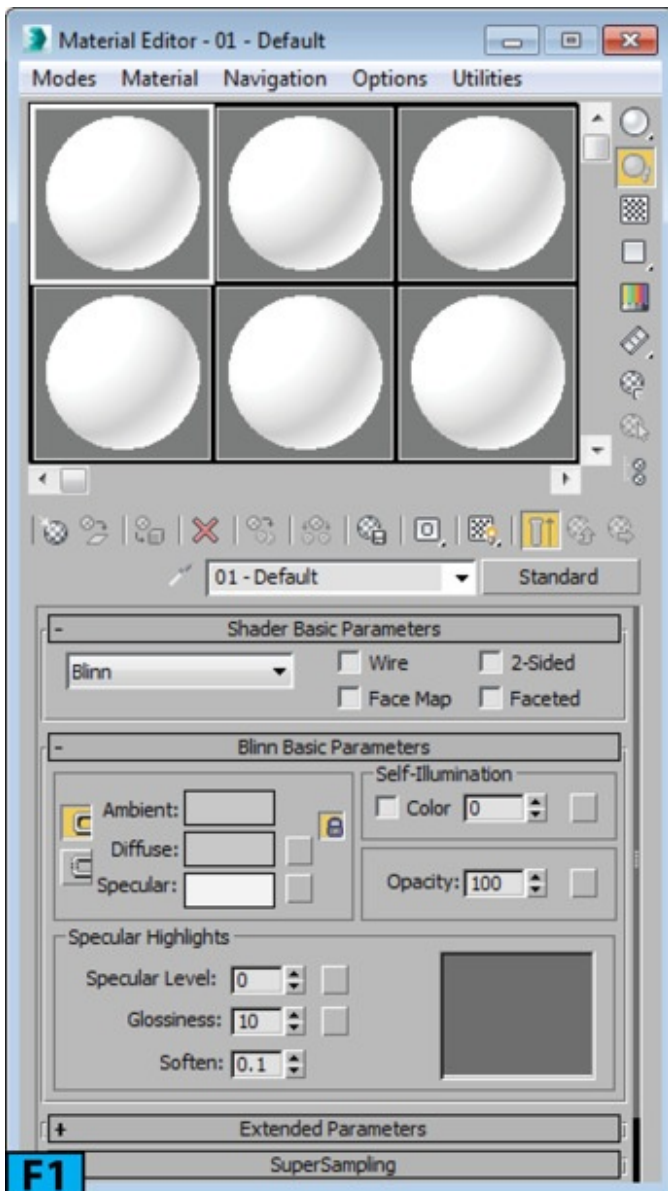 Material Editor - 01 - Default
Modes Material Navigation Options Utilities
01 - Default Standard
- Shader Basic Parameters
Blinn Wire 2-Sided
Face Map Faceted
- Blinn Basic Parameters
Self-Illumination
Ambient: Color 0
Diffuse:
Specular: Opacity: 100
Specular Highlights
Specular Level: 0
Glossiness: 10
Soften: 0.1
+ Extended Parameters
SuperSampling
F1